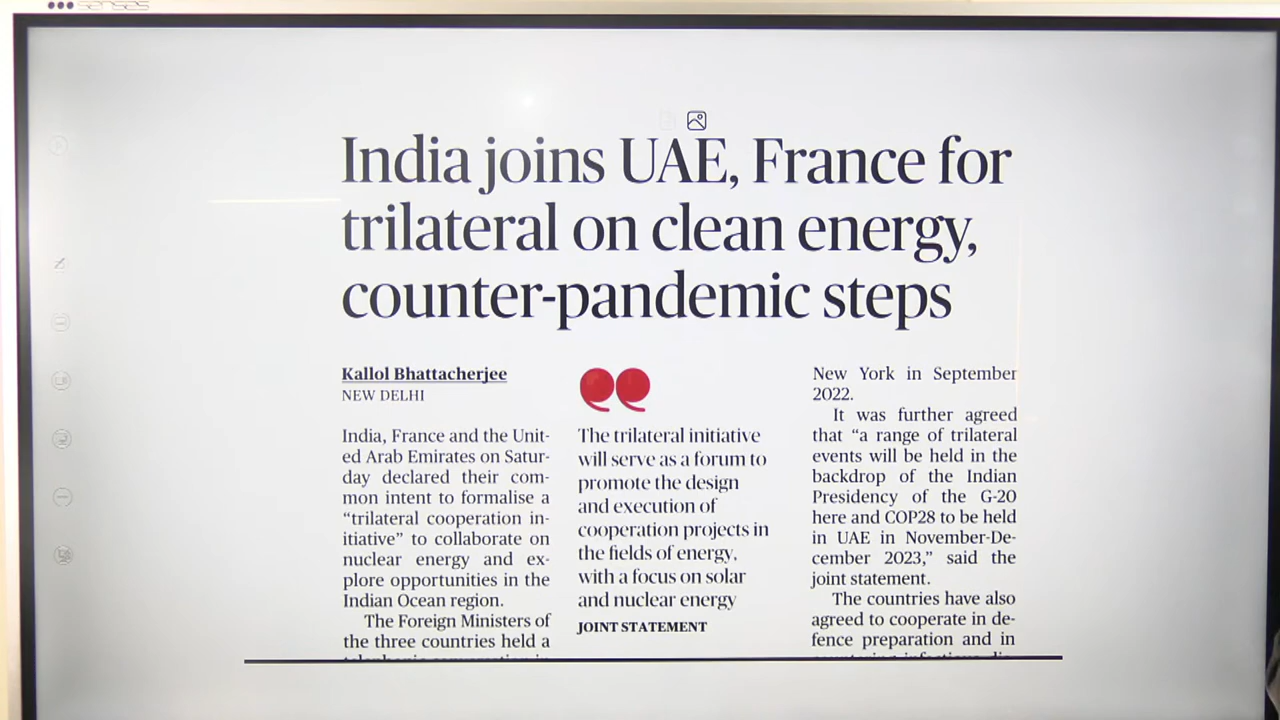 senses
India joins UAE, France for
trilateral on clean energy,
counter-pandemic steps
Kallol Bhattacherjee
NEW DELHI
India, France and the Unit-
ed Arab Emirates on Satur-
day declared their com-
mon intent to formalise a
“trilateral cooperation in-
itiative” to collaborate on
nuclear energy and ex-
plore opportunities in the
Indian Ocean region.
The Foreign Ministers of
the three countries held a
The trilateral initiative
will serve as a forum to
promote the design
and execution of
cooperation projects in
the fields of energy,
with a focus on solar
and nuclear energy
JOINT STATEMENT
New York in September
2022.
It was further agreed
that “a range of trilateral
events will be held in the
backdrop of the Indian
Presidency of the G-20
here and COP28 to be held
in UAE in November-De-
cember 2023,” said the
joint statement.
The countries have also
agreed to cooperate in de-
fence preparation and in